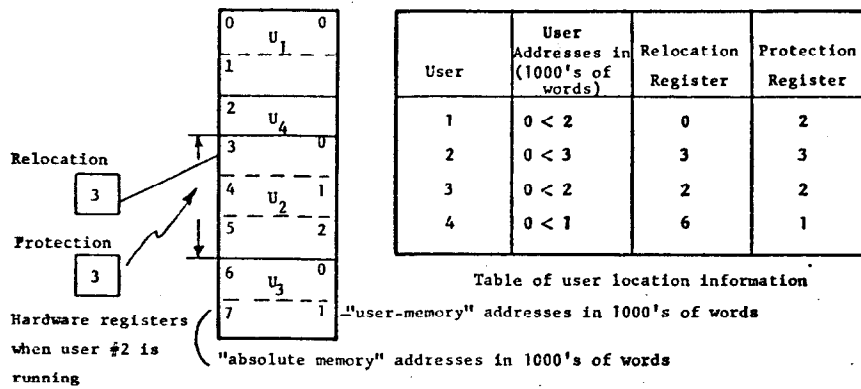 0 0
U1
1
2
U4
3 0
4 1
U2
5 2
6 0
U3
7 1
Relocation
3
Protection
3
Hardware registers
when user #2 is
running
"user-memory" addresses in 1000's of words
"absolute memory" addresses in 1000's of words
User User Addresses in (1000's of words) Relocation Register Protection Register
1 0 < 2 0 2
2 0 < 3 3 3
3 0 < 2 2 2
4 0 < 1 6 1
Table of user location information